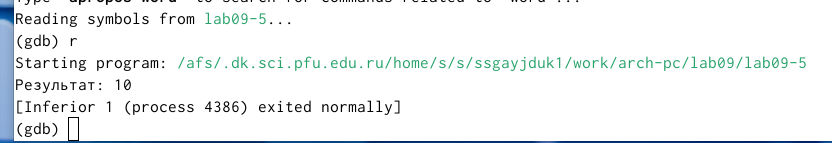 Type "apropos word" to search for commands related to "word"...
Reading symbols from lab09-5...
(gdb) r
Starting program: /afs/.dk.sci.pfu.edu.ru/home/s/s/ssgayjduk1/work/arch-pc/lab09/lab09-5
Результат: 10
[Inferior 1 (process 4386) exited normally]
(gdb)